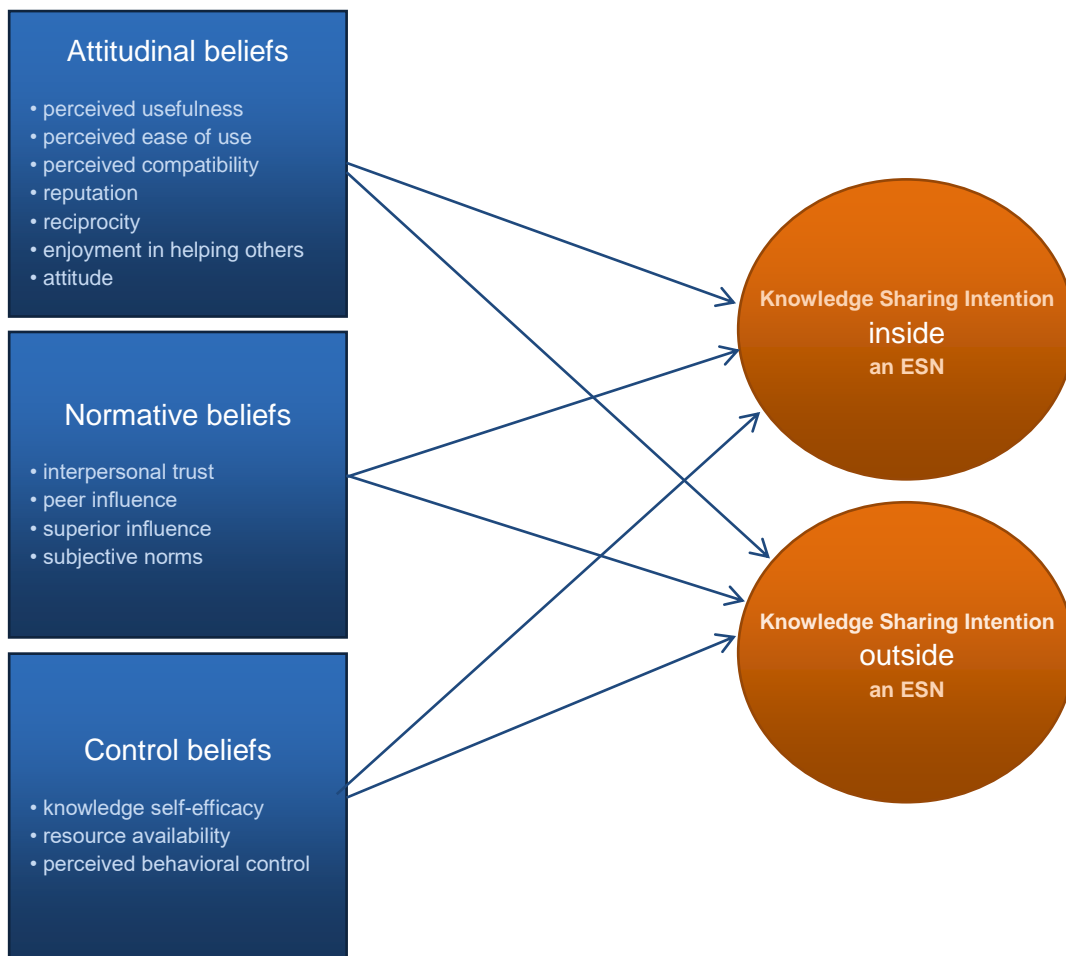 Attitudinal beliefs
• perceived usefulness
• perceived ease of use
• perceived compatibility
• reputation
• reciprocity
• enjoyment in helping others
• attitude
Normative beliefs
• interpersonal trust
• peer influence
• superior influence
• subjective norms
Control beliefs
• knowledge self-efficacy
• resource availability
• perceived behavioral control
Knowledge Sharing Intention
inside
an ESN
Knowledge Sharing Intention
outside
an ESN